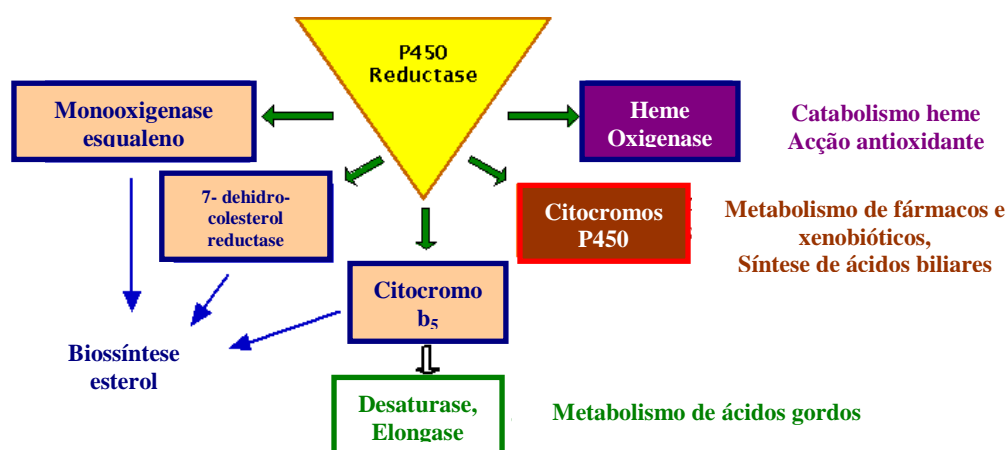 P450
Reductase
Monooxigenase
esqualeno
Heme
Oxigenase
Catabolismo heme
Acção antioxidante
7- dehidro-
colesterol
reductase
Citocromos
P450
Metabolismo de fármacos e
xenobióticos,
Síntese de ácidos biliares
Citocromo
b₅
Biossíntese
esterol
Desaturase,
Elongase
Metabolismo de ácidos gordos